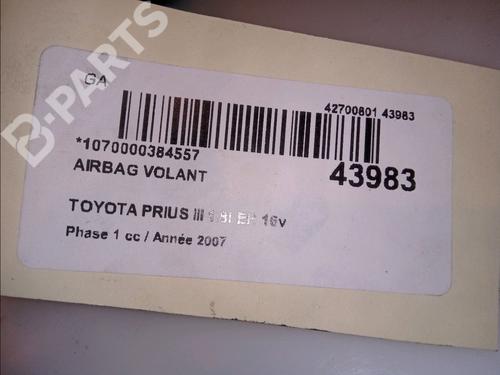 GA
42700801 43983
*1070000384557
43983
AIRBAG VOLANT
TOYOTA PRIUS III 16v
Phase 1 cc / Année 2007
B-PARTS